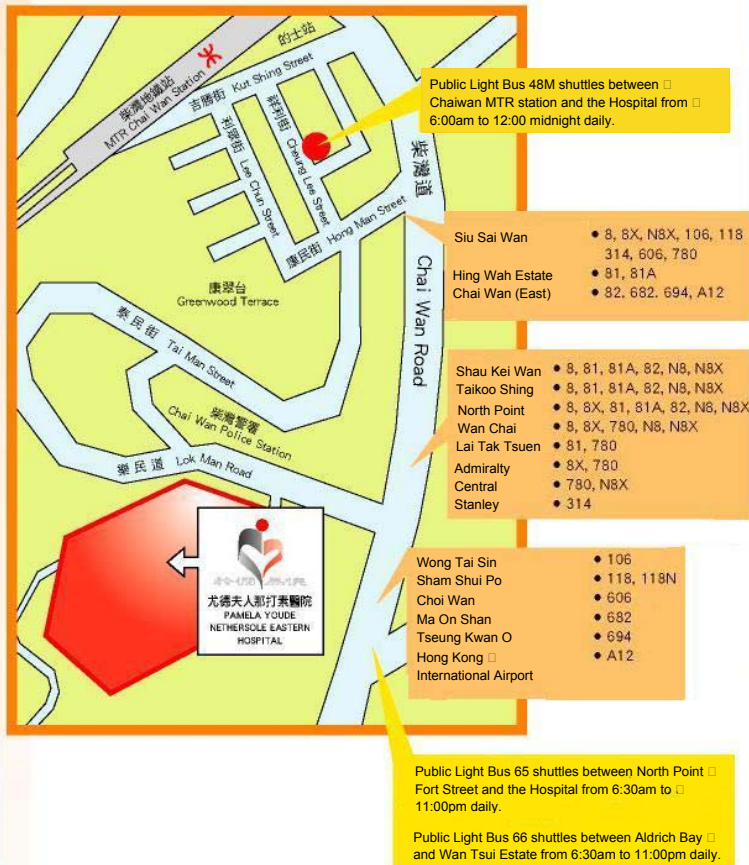 的士站
柴灣地鐵站
MTR Chai Wan Station
吉勝街 Kut Shing Street
祥利街 Cheung Lee Street
利眾街 Lee Chun Street
康民街 Hong Man Street
柴灣道 Chai Wan Road
康翠台
Greenwood Terrace
泰民街 Tai Man Street
柴灣警署
Chai Wan Police Station
樂民道 Lok Man Road
尤德夫人那打素醫院
PAMELA YOUDE
NETHERSOLE EASTERN
HOSPITAL
Public Light Bus 48M shuttles between
Chaiwan MTR station and the Hospital from
6:00am to 12:00 midnight daily.
Siu Sai Wan • 8, 8X, N8X, 106, 118
314, 606, 780
Hing Wah Estate • 81, 81A
Chai Wan (East) • 82. 682. 694, A12
Shau Kei Wan • 8, 81, 81A, 82, N8, N8X
Taikoo Shing • 8, 81, 81A, 82, N8, N8X
North Point • 8, 8X, 81, 81A, 82, N8, N8X
Wan Chai • 8, 8X, 780, N8, N8X
Lai Tak Tsuen • 81, 780
Admiralty • 8X, 780
Central • 780, N8X
Stanley • 314
Wong Tai Sin • 106
Sham Shui Po • 118, 118N
Choi Wan • 606
Ma On Shan • 682
Tseung Kwan O • 694
Hong Kong • A12
International Airport
Public Light Bus 65 shuttles between North Point
Fort Street and the Hospital from 6:30am to
11:00pm daily.
Public Light Bus 66 shuttles between Aldrich Bay
and Wan Tsui Estate from 6:30am to 11:00pm daily.